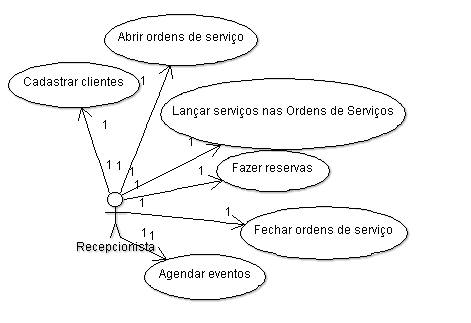 Abrir ordens de serviço
Cadastrar clientes
1
1
Lançar serviços nas Ordens de Serviços
1
1 1
1
1
Fazer reservas
1
1
1
Fechar ordens de serviço
1 1
Recepcionista
Agendar eventos